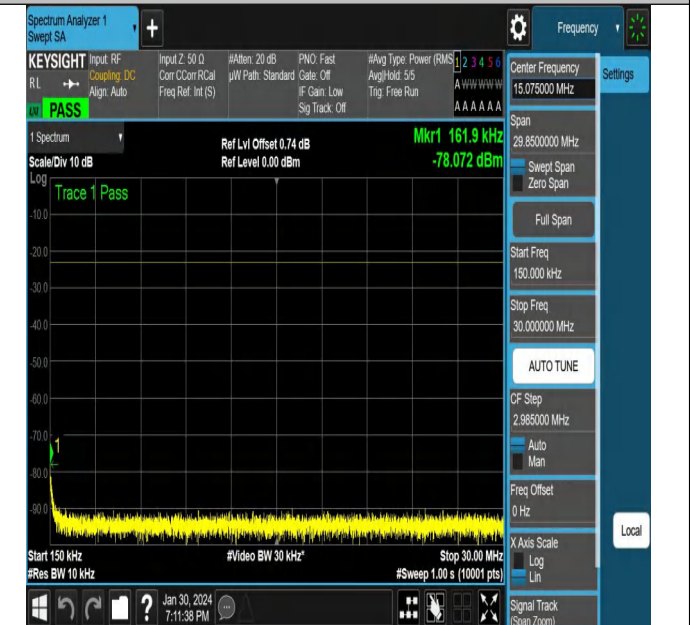 Spectrum Analyzer 1
Swept SA
+
Frequency
KEYSIGHT
RL
PASS
Input: RF
Coupling: DC
Align: Auto
Input Z: 50 Ω
Corr CCorr RCal
Freq Ref: Int (S)
#Atten: 20 dB
µW Path: Standard
PNO: Fast
Gate: Off
IF Gain: Low
Sig Track: Off
#Avg Type: Power (RMS
Avg|Hold: 5/5
Trig: Free Run
1 2 3 4 5 6
A W W W W W
A A A A A A
1 Spectrum
Scale/Div 10 dB
Log
Ref Lvl Offset 0.74 dB
Ref Level 0.00 dBm
Mkr1 161.9 kHz
-78.072 dBm
Trace 1 Pass
-10.0
-20.0
-30.0
-40.0
-50.0
-60.0
-70.0
-80.0
-90.0
1
Start 150 kHz
#Res BW 10 kHz
#Video BW 30 kHz*
Stop 30.00 MHz
#Sweep 1.00 s (10001 pts)
Center Frequency
15.075000 MHz
Settings
Span
29.8500000 MHz
Swept Span
Zero Span
Full Span
Start Freq
150.000 kHz
Stop Freq
30.000000 MHz
AUTO TUNE
CF Step
2.985000 MHz
Auto
Man
Freq Offset
0 Hz
X Axis Scale
Log
Lin
Local
Signal Track
(Span Zoom)
?
Jan 30, 2024
7:11:38 PM